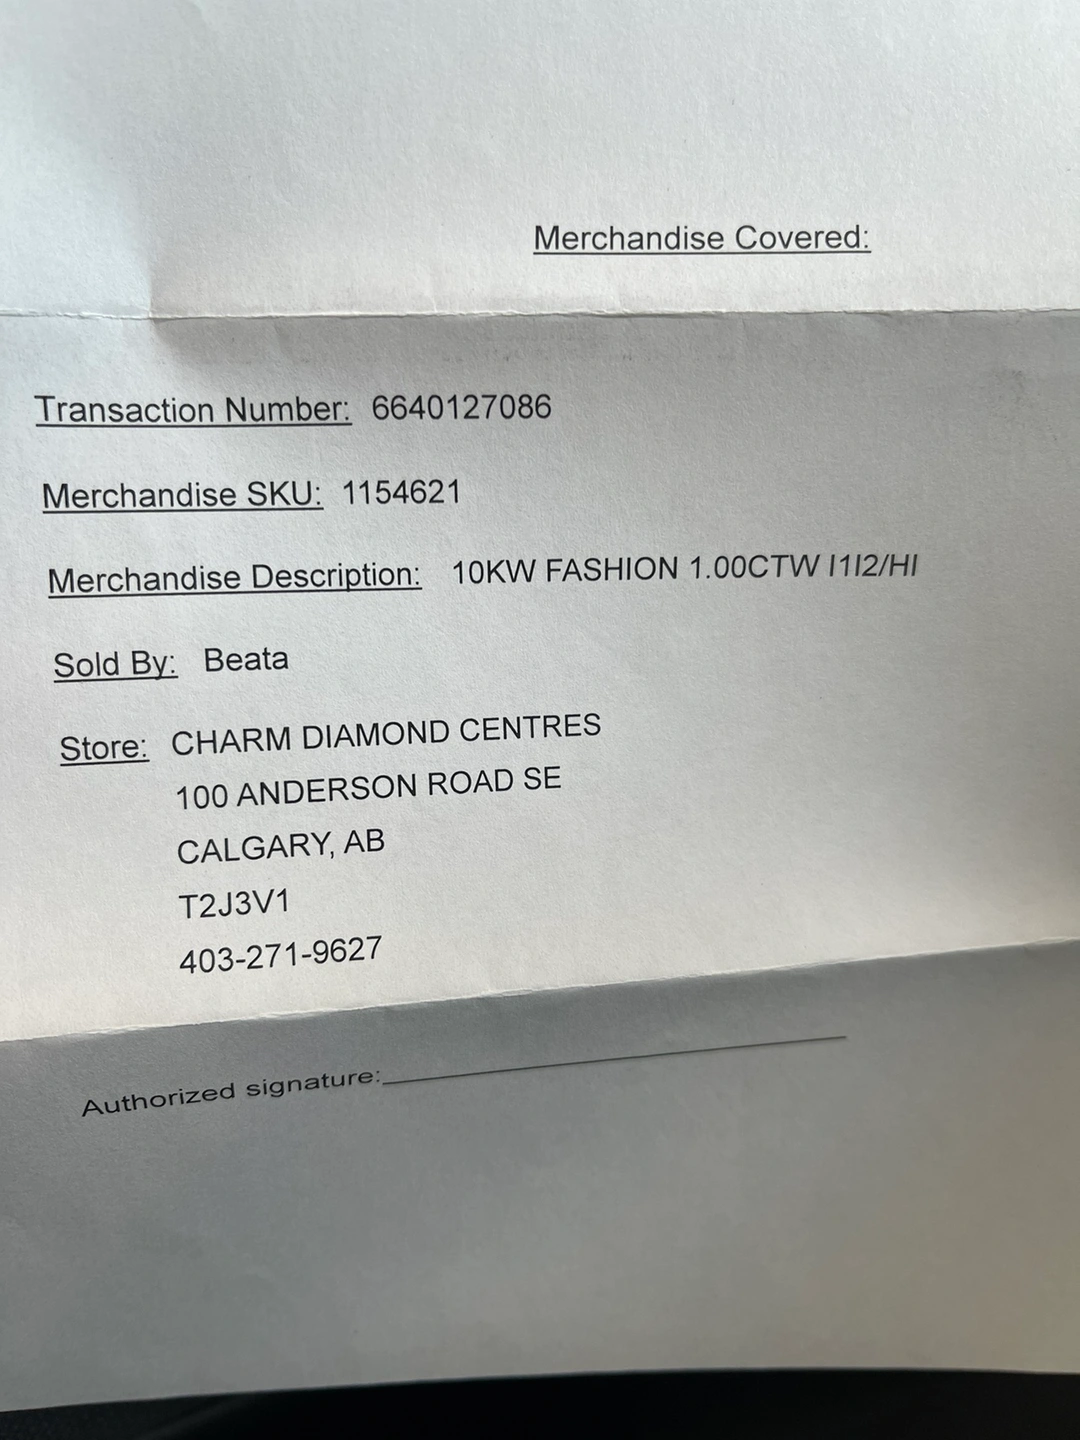 Merchandise Covered:
Transaction Number: 6640127086
Merchandise SKU: 1154621
Merchandise Description: 10KW FASHION 1.00CTW I1I2/HI
Sold By: Beata
Store: CHARM DIAMOND CENTRES
100 ANDERSON ROAD SE
CALGARY, AB
T2J3V1
403-271-9627
Authorized signature: